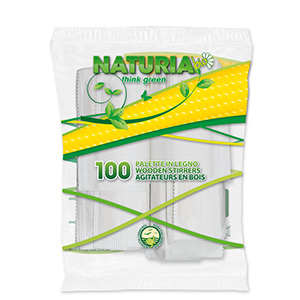 NATURIA
think green
100
PALETTE IN LEGNO
WOODEN STIRRERS
AGITATEURS EN BOIS